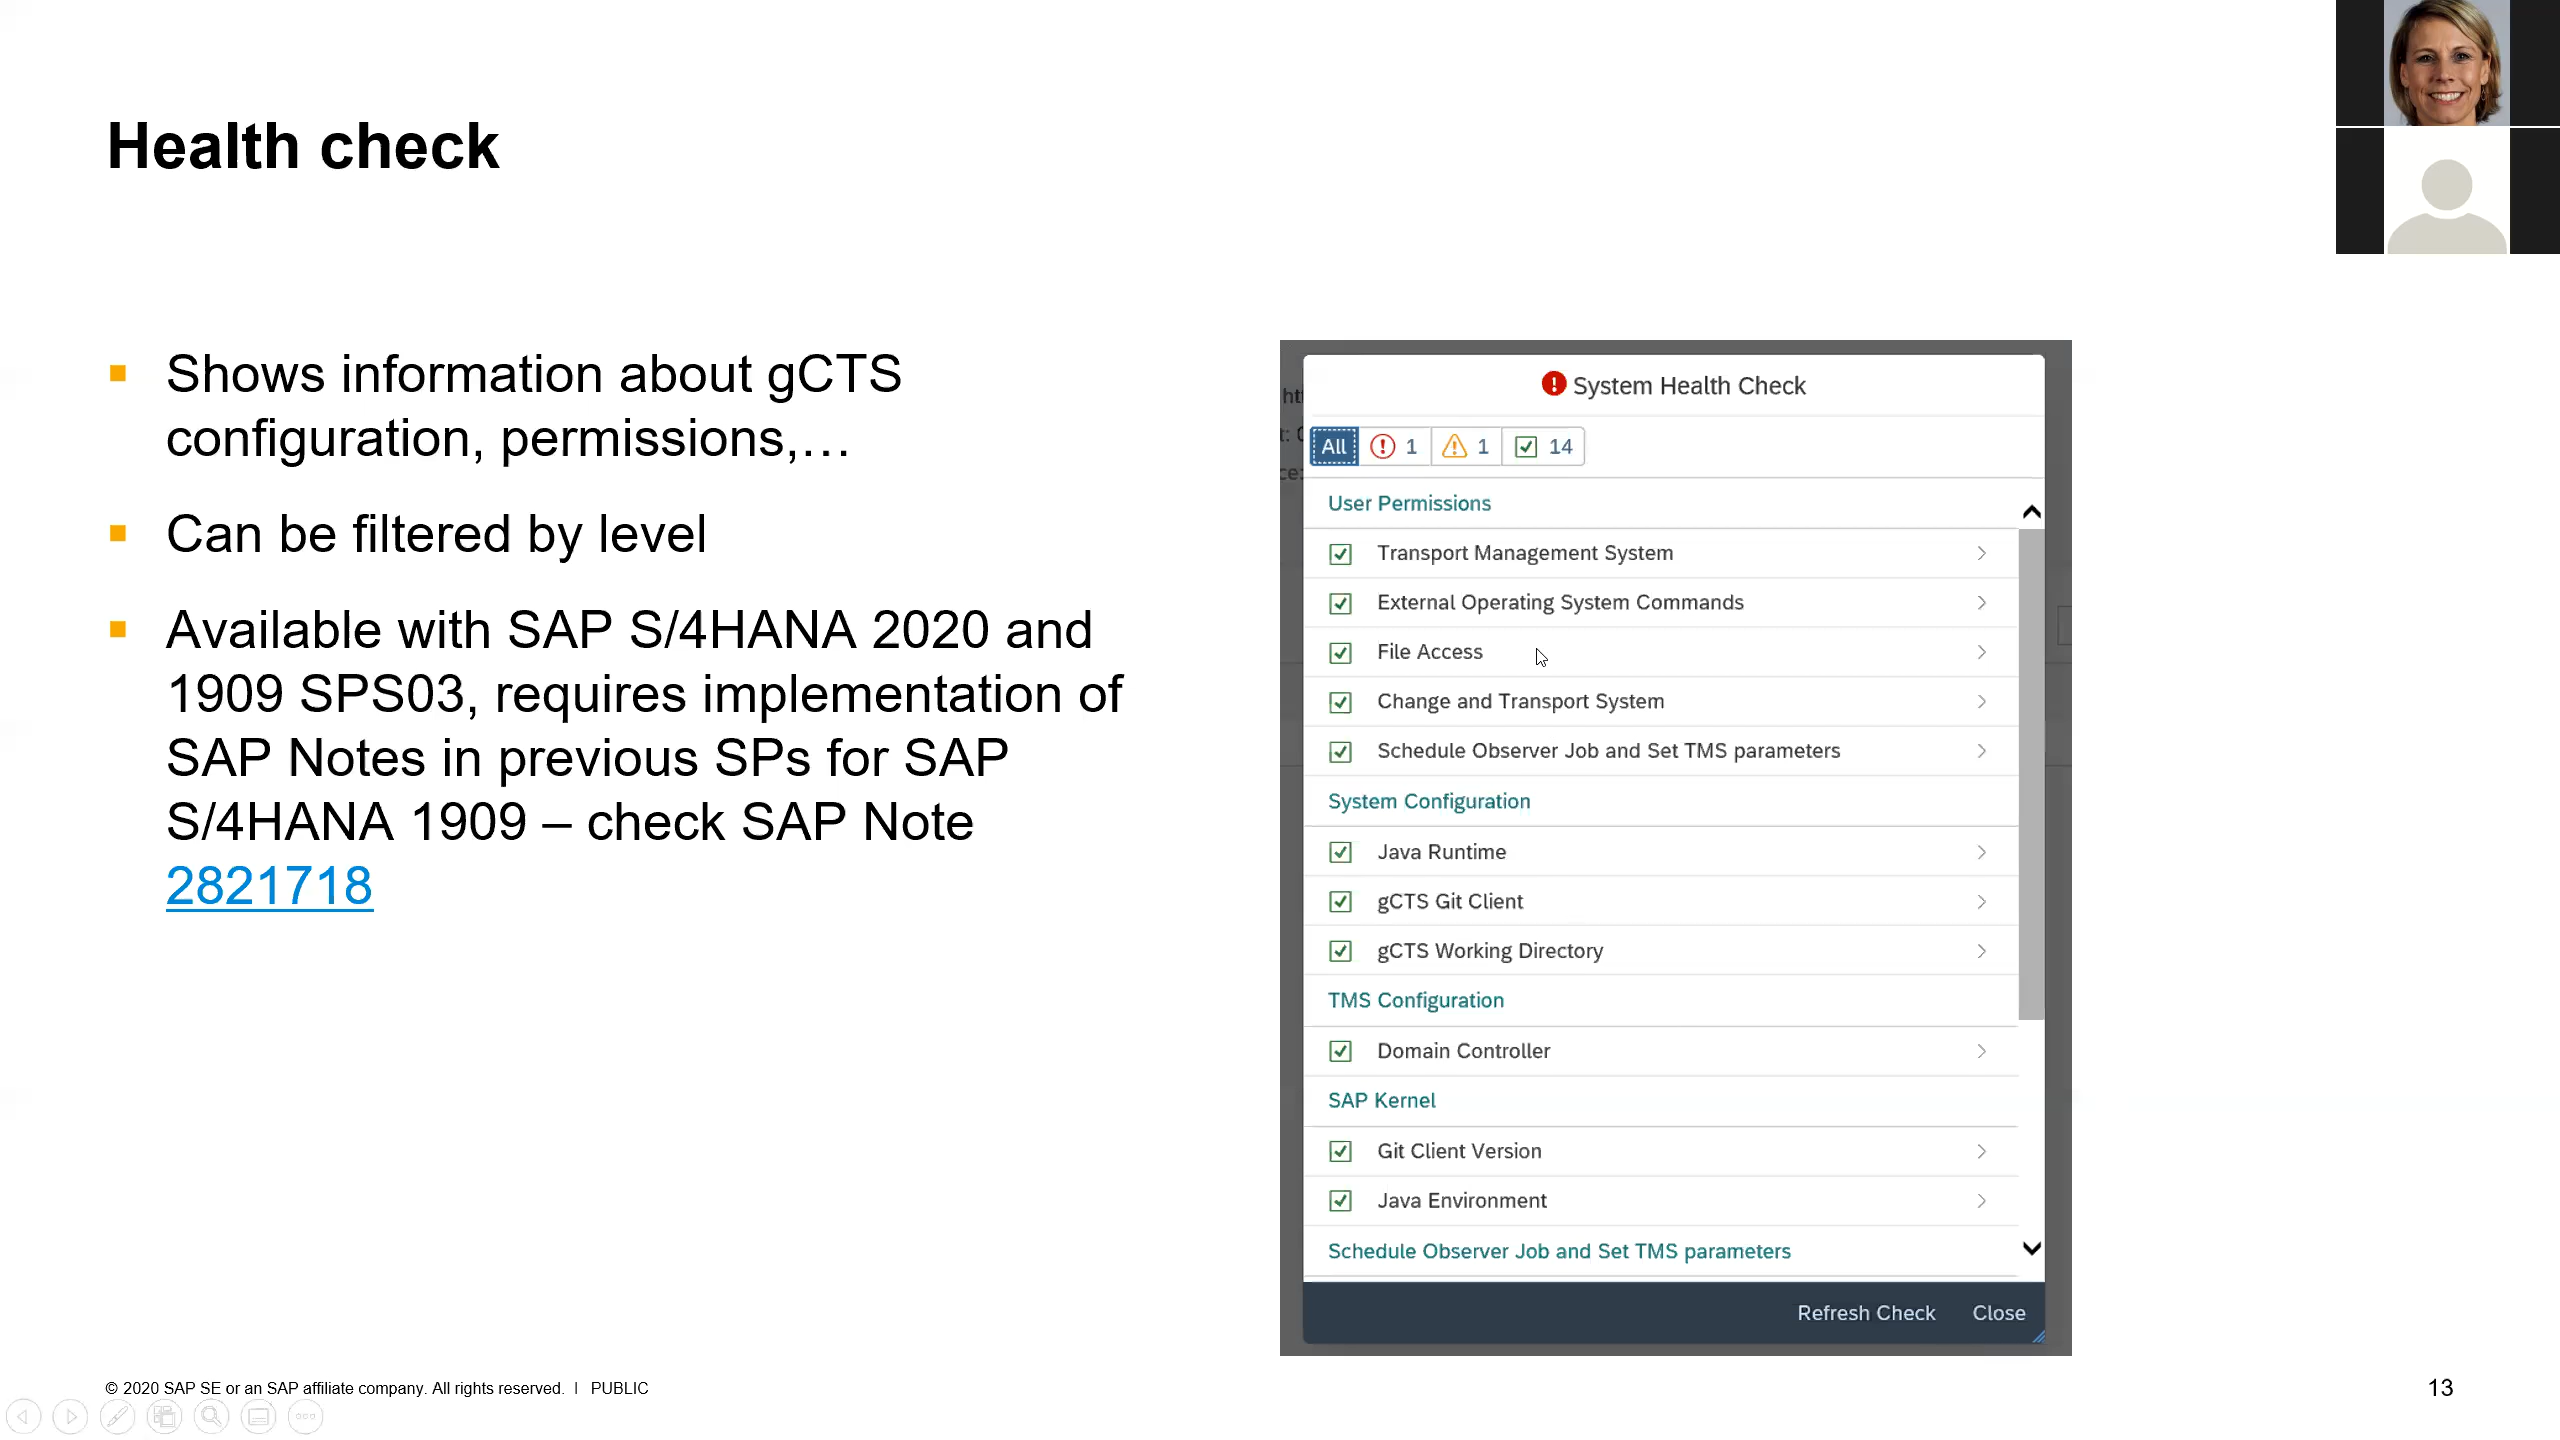 Health check
Shows information about gCTS
configuration, permissions,…
Can be filtered by level
Available with SAP S/4HANA 2020 and
1909 SPS03, requires implementation of
SAP Notes in previous SPs for SAP
S/4HANA 1909 – check SAP Note
2821718
System Health Check
All 1 1 14
User Permissions
Transport Management System
External Operating System Commands
File Access
Change and Transport System
Schedule Observer Job and Set TMS parameters
System Configuration
Java Runtime
gCTS Git Client
gCTS Working Directory
TMS Configuration
Domain Controller
SAP Kernel
Git Client Version
Java Environment
Schedule Observer Job and Set TMS parameters
Refresh Check Close
© 2020 SAP SE or an SAP affiliate company. All rights reserved. | PUBLIC
13